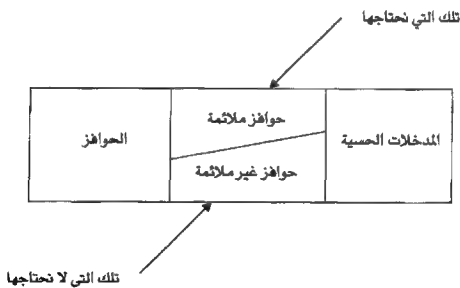 تلك التي نحتاجها
المدخلات الحسية
حوافز ملائمة
حوافز غير ملائمة
الحوافز
تلك التي لا نحتاجها